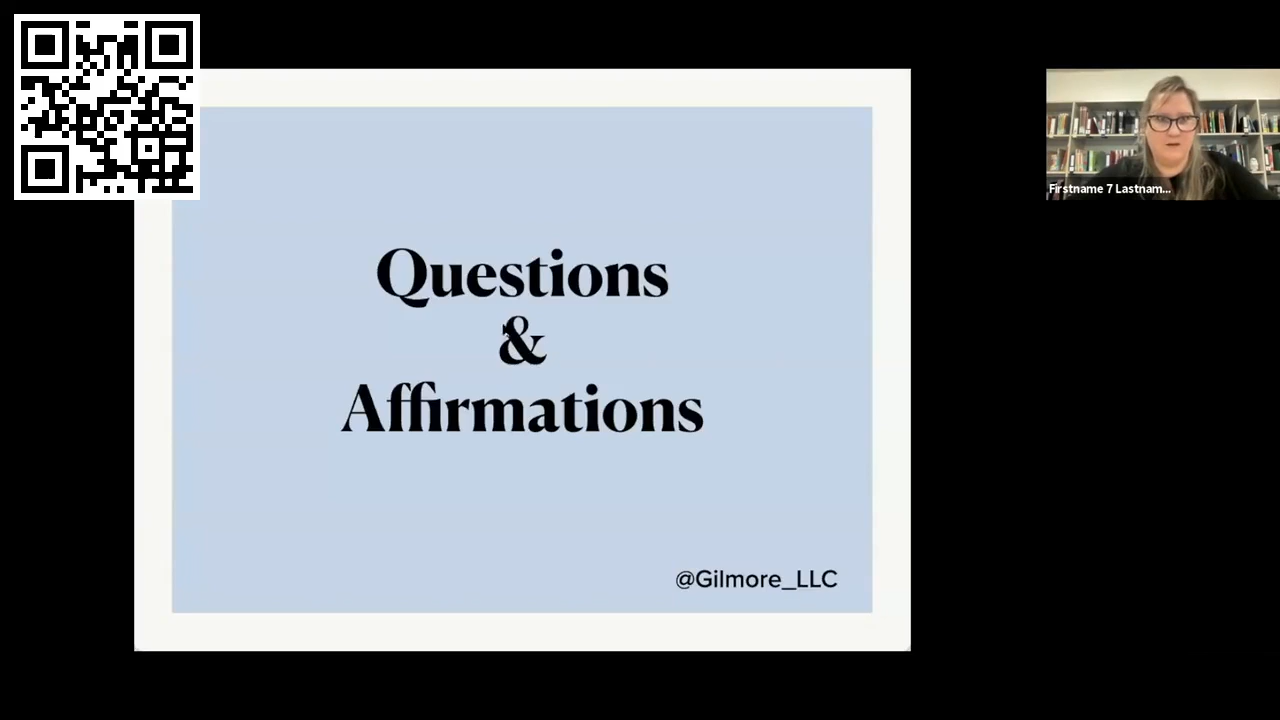 Questions
&
Affirmations
@Gilmore_LLC
Firstname 7 Lastnam...